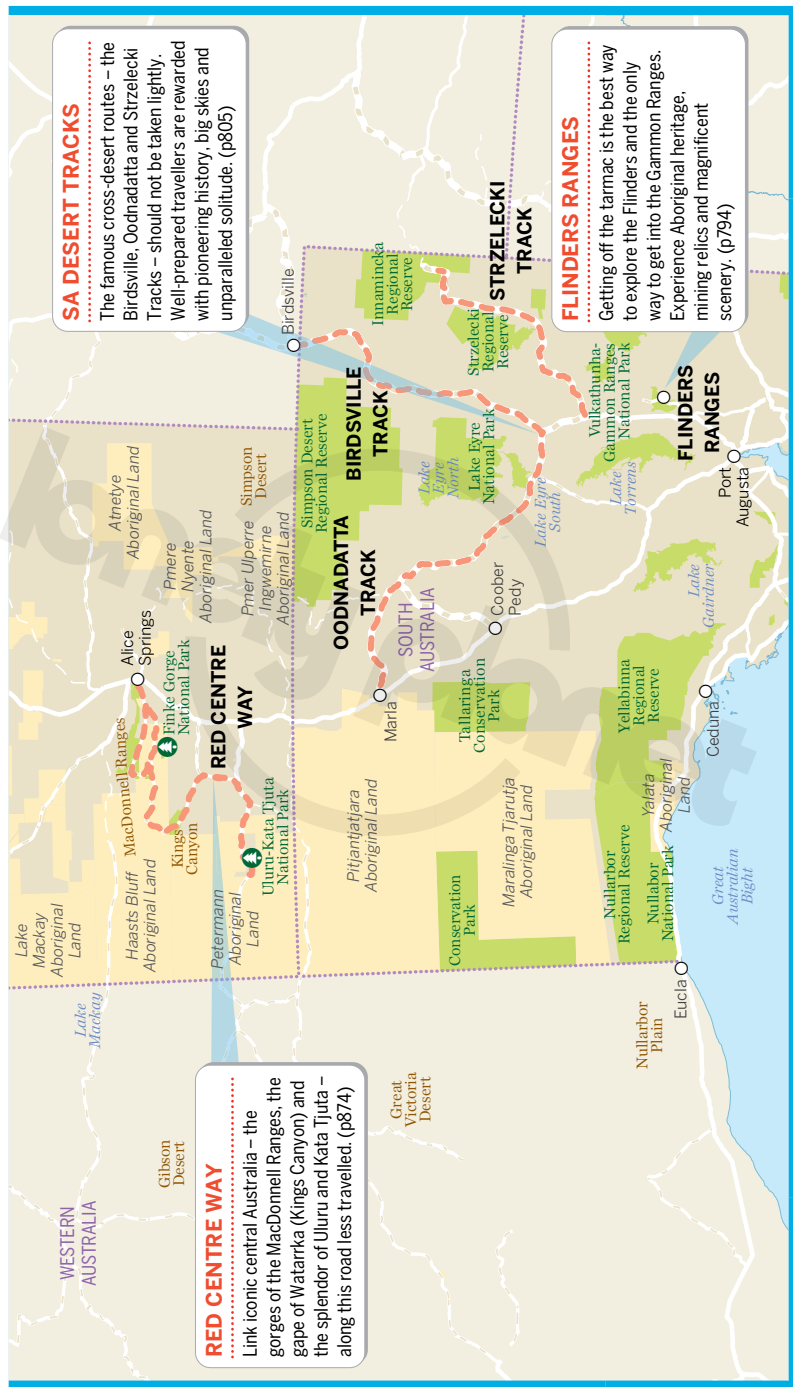 SA DESERT TRACKS
The famous cross-desert routes – the
Birdsville, Oodnadatta and Strzelecki
Tracks – should not be taken lightly.
Well-prepared travellers are rewarded
with pioneering history, big skies and
unparalleled solitude. (p805)
FLINDERS RANGES
Getting off the tarmac is the best way
to explore the Flinders and the only
way to get into the Gammon Ranges.
Experience Aboriginal heritage,
mining relics and magnificent
scenery. (p794)
RED CENTRE WAY
Link iconic central Australia – the
gorges of the MacDonnell Ranges, the
gape of Watarrka (Kings Canyon) and
the splendor of Uluru and Kata Tjuta –
along this road less travelled. (p874)
WESTERN
AUSTRALIA
Gibson
Desert
Great
Victoria
Desert
Nullarbor
Plain
Eucla
Lake
Mackay
Lake
Mackay
Aboriginal
Land
Haasts Bluff
Aboriginal Land
MacDonnell Ranges
Kings
Canyon
Petermann
Aboriginal
Land
Uluru-Kata Tjuta
National Park
Finke Gorge
National Park
Alice
Springs
RED CENTRE
WAY
Atnetye
Aboriginal Land
Pmere
Nyente
Aboriginal Land
Pmer Ulperre
Ingwemirne
Aboriginal Land
Simpson
Desert
Simpson Desert
Regional Reserve
Birdsville
BIRDSVILLE
TRACK
OODNADATTA
TRACK
Innamincka
Regional
Reserve
Strzelecki
Regional
Reserve
STRZELECKI
TRACK
Lake
Eyre
North
Lake Eyre
National Park
Lake Eyre
South
Marla
SOUTH
AUSTRALIA
Coober
Pedy
Pitjantjatjara
Aboriginal Land
Tallaringa
Conservation
Park
Maralinga Tjarutja
Aboriginal Land
Conservation
Park
Nullarbor
Regional Reserve
Nullabor
National Park
Yalata
Aboriginal
Land
Yellabinna
Regional
Reserve
Ceduna
Great
Australian
Bight
Lake
Gairdner
Lake
Torrens
Vulkathunha-
Gammon Ranges
National Park
FLINDERS
RANGES
Port
Augusta
lonely planet